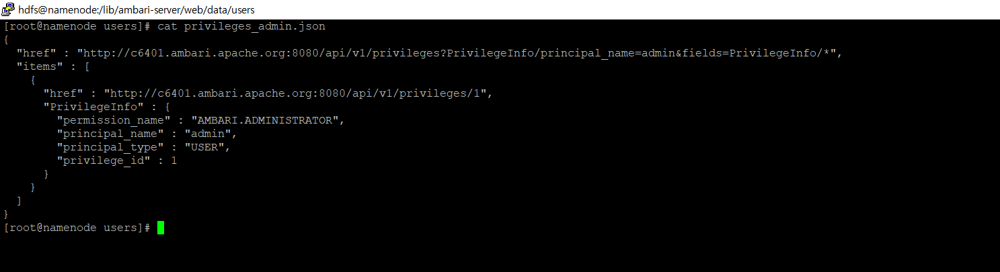 hdfs@namenode:/lib/ambari-server/web/data/users
[root@namenode users]# cat privileges_admin.json
{
  "href" : "http://c6401.ambari.apache.org:8080/api/v1/privileges?PrivilegeInfo/principal_name=admin&fields=PrivilegeInfo/*",
  "items" : [
    {
      "href" : "http://c6401.ambari.apache.org:8080/api/v1/privileges/1",
      "PrivilegeInfo" : {
        "permission_name" : "AMBARI.ADMINISTRATOR",
        "principal_name" : "admin",
        "principal_type" : "USER",
        "privilege_id" : 1
      }
    }
  ]
}
[root@namenode users]#